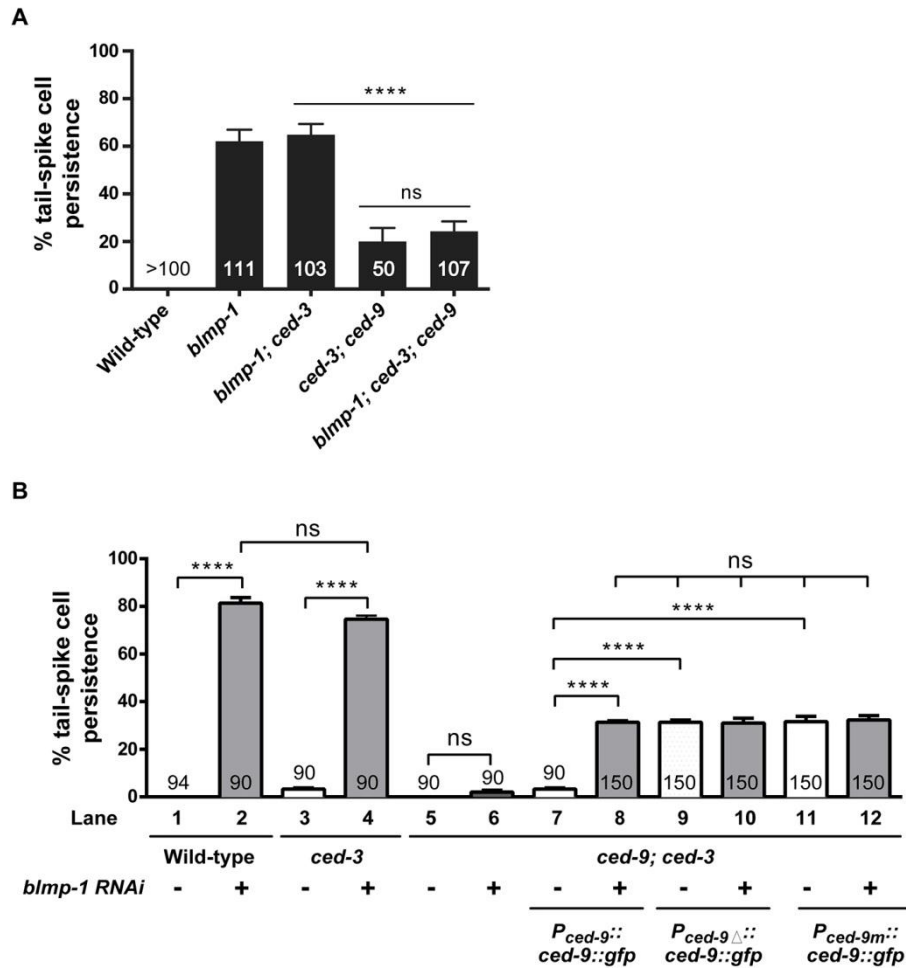 A
% tail-spike cell
persistence
100
80
60
40
20
0
****
ns
>100
111
103
50
107
Wild-type
blmp-1
blmp-1; ced-3
ced-3; ced-9
blmp-1; ced-3; ced-9
B
% tail-spike cell
persistence
100
80
60
40
20
0
ns
ns
****
****
****
****
****
ns
94
90
90
90
90
90
90
150
150
150
150
150
Lane 1 2 3 4 5 6 7 8 9 10 11 12
Wild-type ced-3 ced-9; ced-3
blmp-1 RNAi - + - + - + - + - + - +
Pced-9:: Pced-9△:: Pced-9m::
ced-9::gfp ced-9::gfp ced-9::gfp